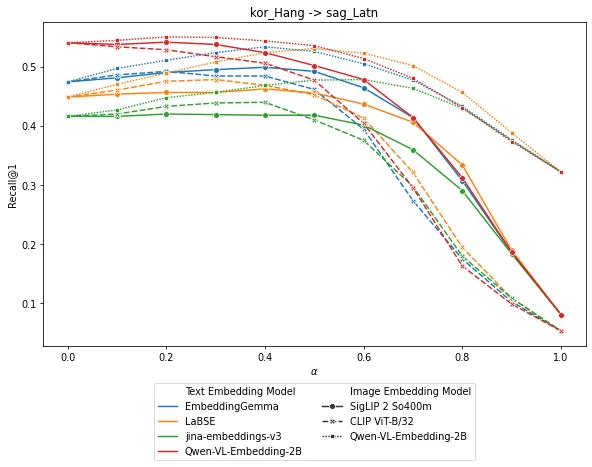 kor_Hang -> sag_Latn
Recall@1
0.5
0.4
0.3
0.2
0.1
0.0 0.2 0.4 0.6 0.8 1.0
α
Text Embedding Model Image Embedding Model
EmbeddingGemma SigLIP 2 So400m
LaBSE CLIP ViT-B/32
jina-embeddings-v3 Qwen-VL-Embedding-2B
Qwen-VL-Embedding-2B